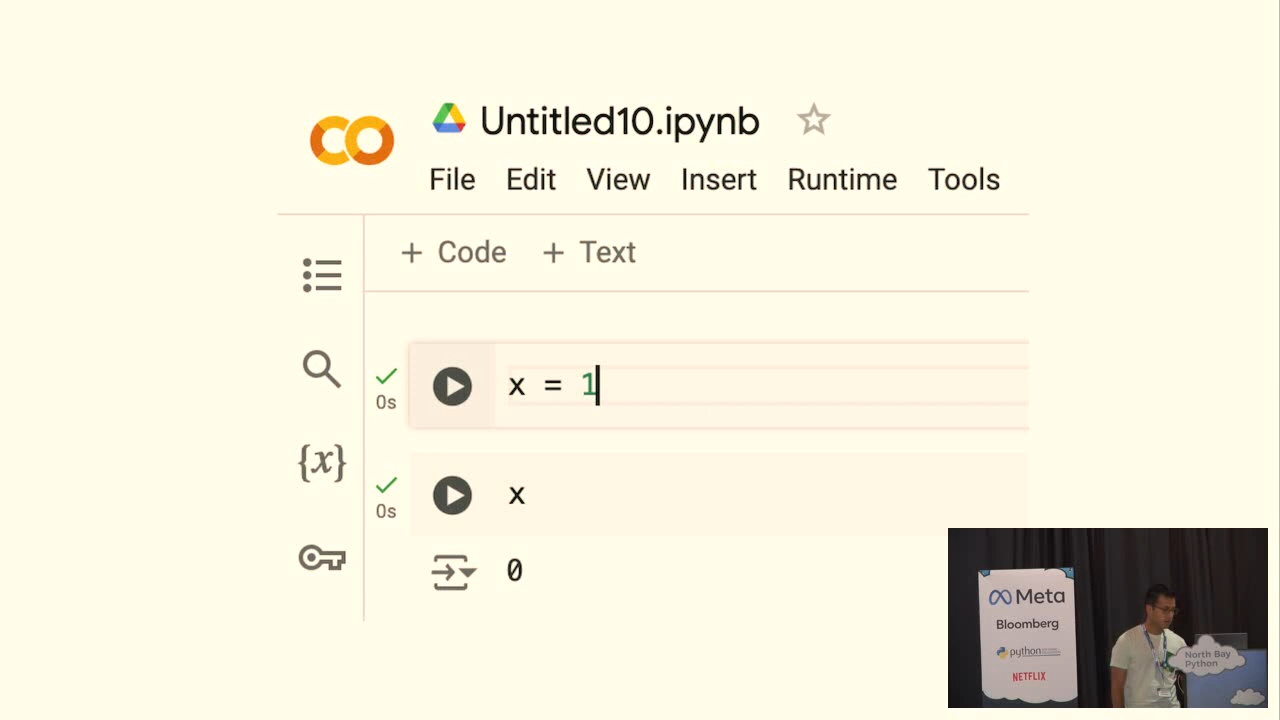 Untitled10.ipynb
File Edit View Insert Runtime Tools
+ Code + Text
x = 1
0s
{x}
x
0s
0
Meta
Bloomberg
python
NETFLIX
North Bay
Python